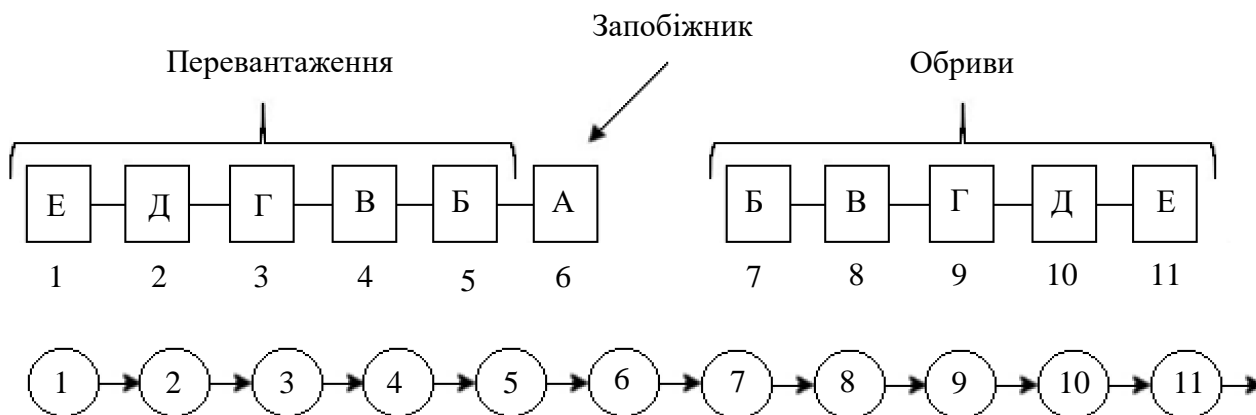 Запобіжник
Перевантаження Обриви
Е Д Г В Б А Б В Г Д Е
1 2 3 4 5 6 7 8 9 10 11
1 2 3 4 5 6 7 8 9 10 11